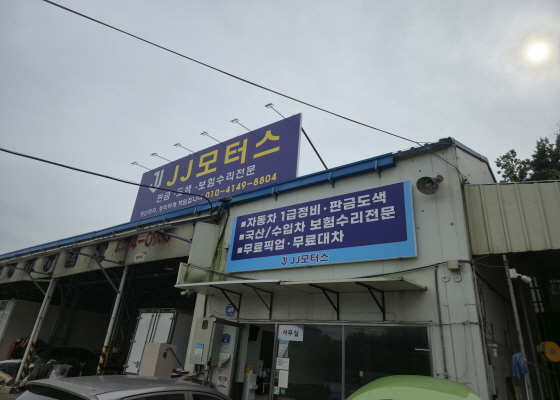 JJ모터스
판금·도색·보험수리전문
010-4149-8804
■자동차 1급정비·판금도색
■국산/수입차 보험수리전문
■무료픽업·무료대차
JJ모터스
사무실